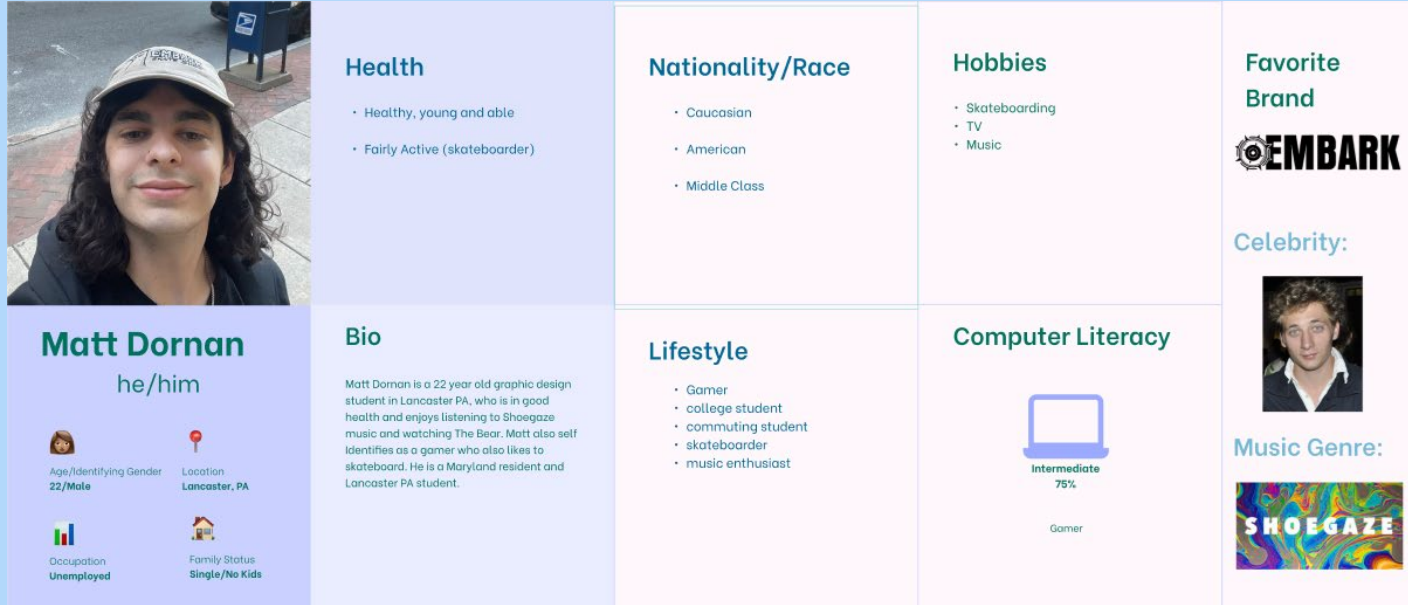 EMBARK
Health
• Healthy, young and able
• Fairly Active (skateboarder)
Nationality/Race
• Caucasian
• American
• Middle Class
Hobbies
• Skateboarding
• TV
• Music
Favorite
Brand
EMBARK
Celebrity:
Music Genre:
SHOEGAZE
Matt Dornan
he/him
Age/Identifying Gender
22/Male
Location
Lancaster, PA
Occupation
Unemployed
Family Status
Single/No Kids
Bio
Matt Dornan is a 22 year old graphic design
student in Lancaster PA, who is in good
health and enjoys listening to Shoegaze
music and watching The Bear. Matt also self
Identifies as a gamer who also likes to
skateboard. He is a Maryland resident and
Lancaster PA student.
Lifestyle
• Gamer
• college student
• commuting student
• skateboarder
• music enthusiast
Computer Literacy
Intermediate
75%
Gamer